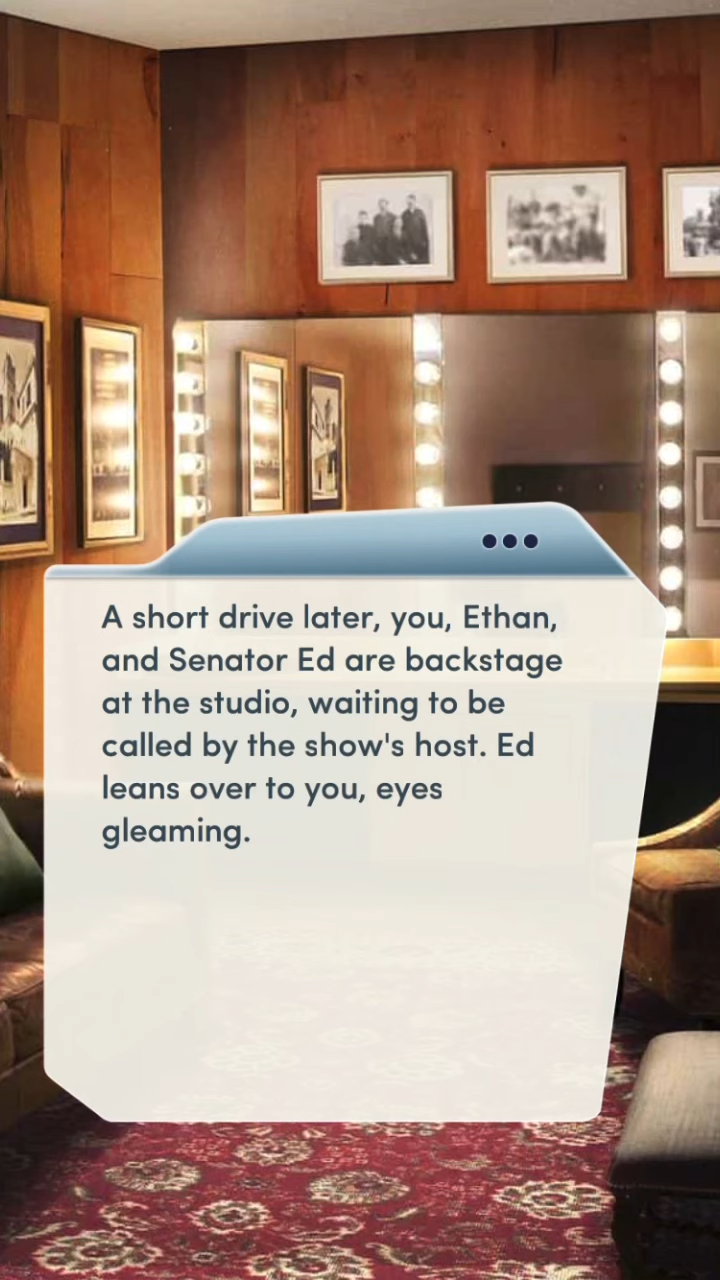 A short drive later, you, Ethan,
and Senator Ed are backstage
at the studio, waiting to be
called by the show's host. Ed
leans over to you, eyes
gleaming.